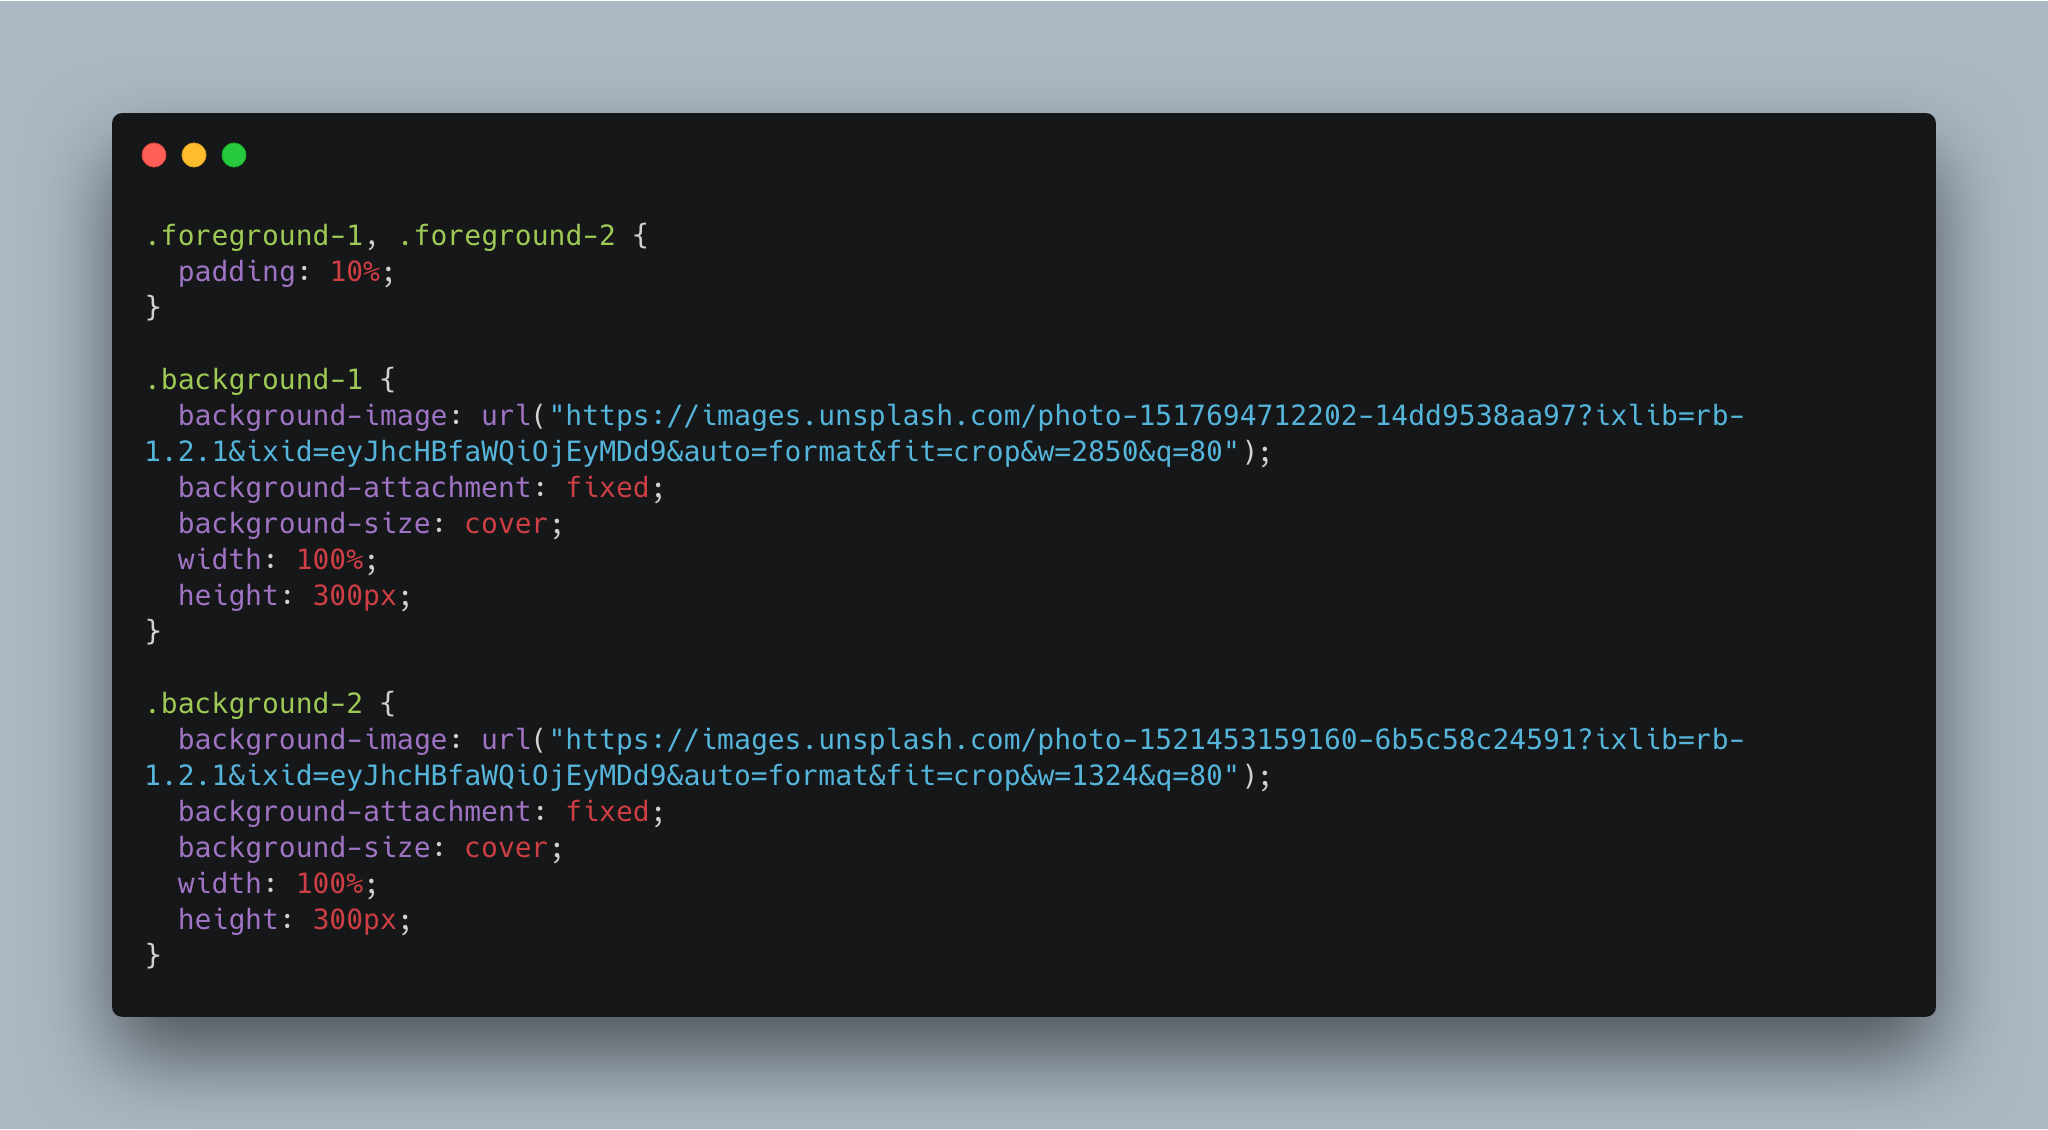 .foreground-1, .foreground-2 {
  padding: 10%;
}
.background-1 {
  background-image: url("https://images.unsplash.com/photo-1517694712202-14dd9538aa97?ixlib=rb-
1.2.1&ixid=eyJhcHBfaWQiOjEyMDd9&auto=format&fit=crop&w=2850&q=80");
  background-attachment: fixed;
  background-size: cover;
  width: 100%;
  height: 300px;
}
.background-2 {
  background-image: url("https://images.unsplash.com/photo-1521453159160-6b5c58c24591?ixlib=rb-
1.2.1&ixid=eyJhcHBfaWQiOjEyMDd9&auto=format&fit=crop&w=1324&q=80");
  background-attachment: fixed;
  background-size: cover;
  width: 100%;
  height: 300px;
}